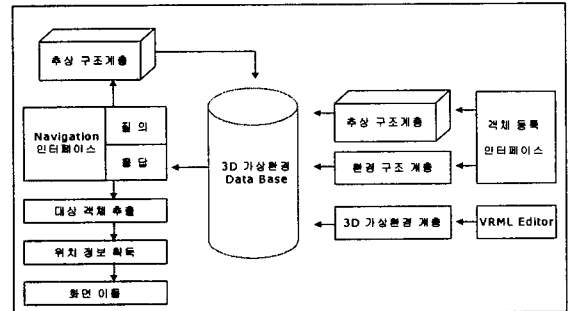 추상 구조계층
Navigation
인터페이스
질 의
응 답
대상 객체 추출
위치 정보 획득
화면 이동
3D 가상환경
Data Base
추상 구조계층
환경 구조 계층
3D 가상환경 계층
객체 등록
인터페이스
VRML Editor